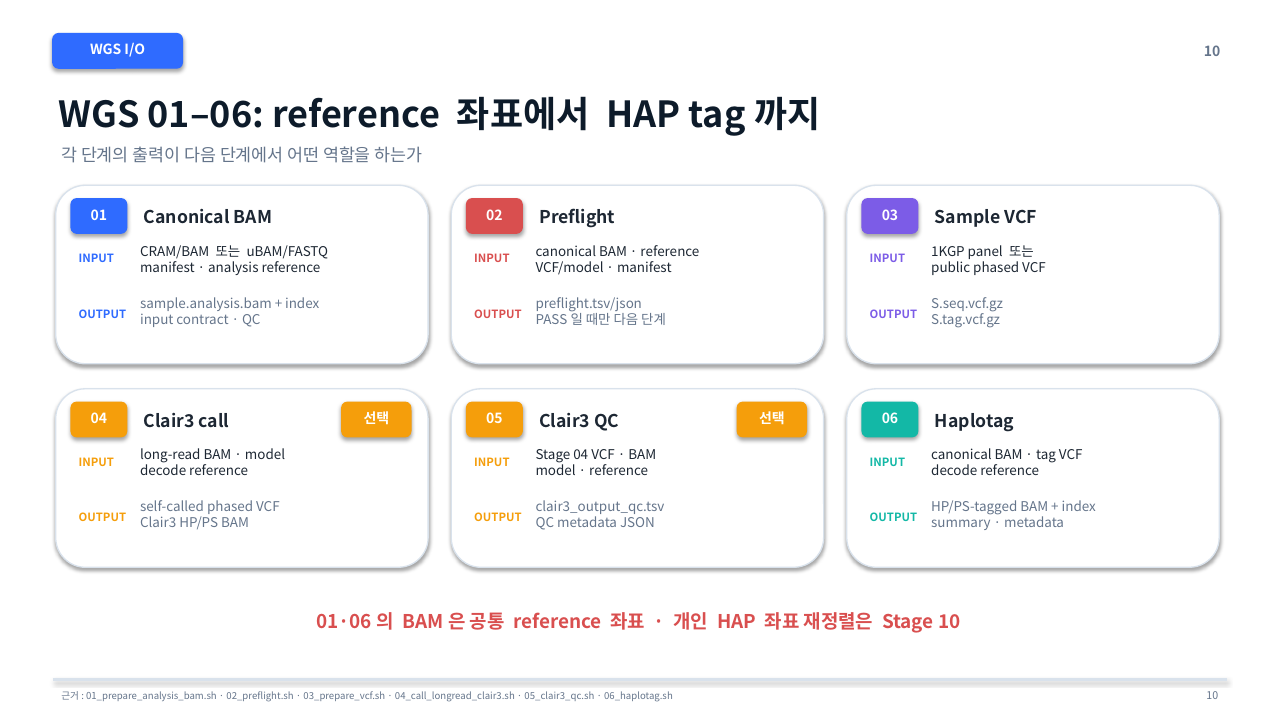 WGS I/O
10
WGS 01–06: reference 좌표에서 HAP tag 까지
각 단계의 출력이 다음 단계에서 어떤 역할을 하는가
01
Canonical BAM
INPUT
CRAM/BAM 또는 uBAM/FASTQ
manifest · analysis reference
OUTPUT
sample.analysis.bam + index
input contract · QC
02
Preflight
INPUT
canonical BAM · reference
VCF/model · manifest
OUTPUT
preflight.tsv/json
PASS 일 때만 다음 단계
03
Sample VCF
INPUT
1KGP panel 또는
public phased VCF
OUTPUT
S.seq.vcf.gz
S.tag.vcf.gz
04
Clair3 call
선택
INPUT
long-read BAM · model
decode reference
OUTPUT
self-called phased VCF
Clair3 HP/PS BAM
05
Clair3 QC
선택
INPUT
Stage 04 VCF · BAM
model · reference
OUTPUT
clair3_output_qc.tsv
QC metadata JSON
06
Haplotag
INPUT
canonical BAM · tag VCF
decode reference
OUTPUT
HP/PS-tagged BAM + index
summary · metadata
01·06 의 BAM 은 공통 reference 좌표 · 개인 HAP 좌표 재정렬은 Stage 10
근거 : 01_prepare_analysis_bam.sh · 02_preflight.sh · 03_prepare_vcf.sh · 04_call_longread_clair3.sh · 05_clair3_qc.sh · 06_haplotag.sh
10